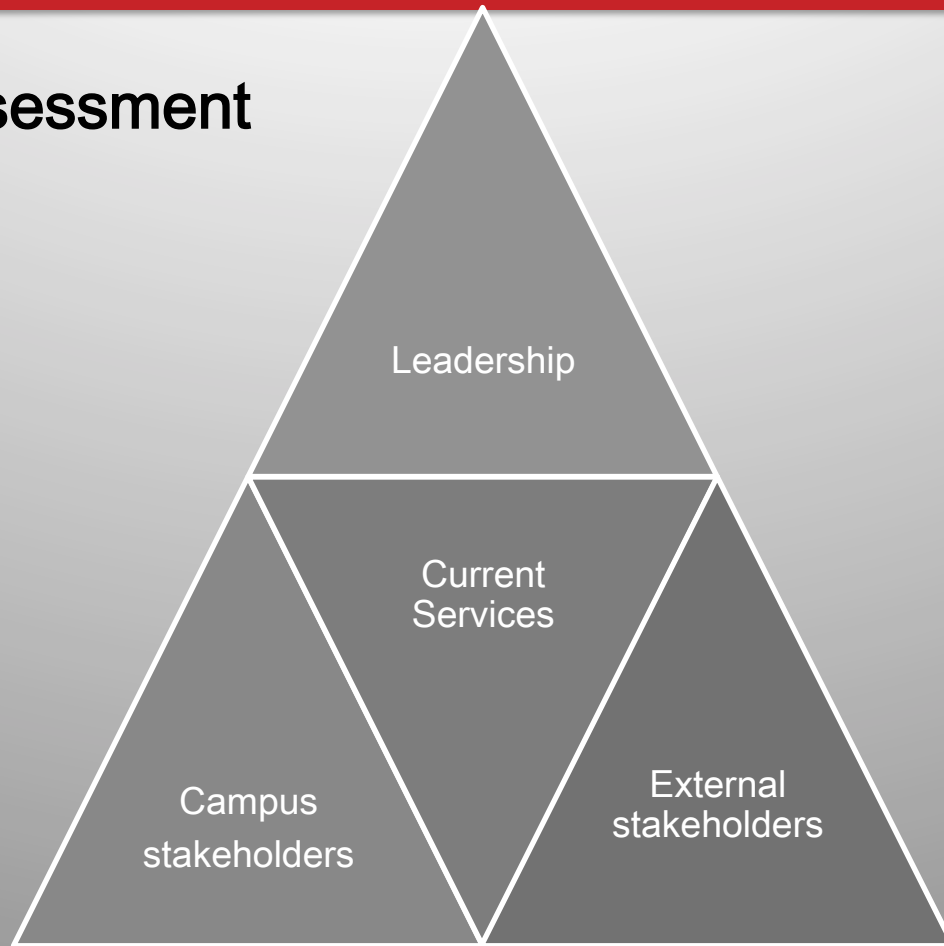 sessment
Leadership
Current
Services
Campus
stakeholders
External
stakeholders